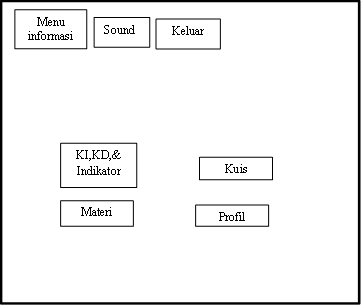 Menu
informasi
Sound
Keluar
KI,KD,&
Indikator
Kuis
Materi
Profil